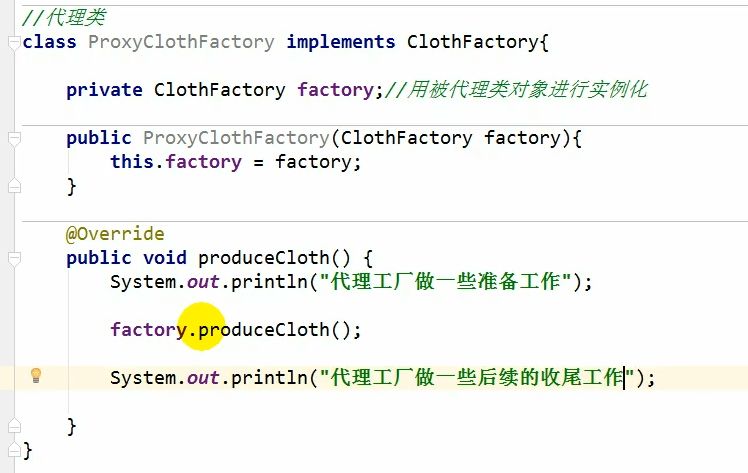 //代理类
class ProxyClothFactory implements ClothFactory{
private ClothFactory factory;//用被代理类对象进行实例化
public ProxyClothFactory(ClothFactory factory){
this.factory = factory;
}
@Override
public void produceCloth() {
System.out.println("代理工厂做一些准备工作");
factory.produceCloth();
System.out.println("代理工厂做一些后续的收尾工作");
}
}